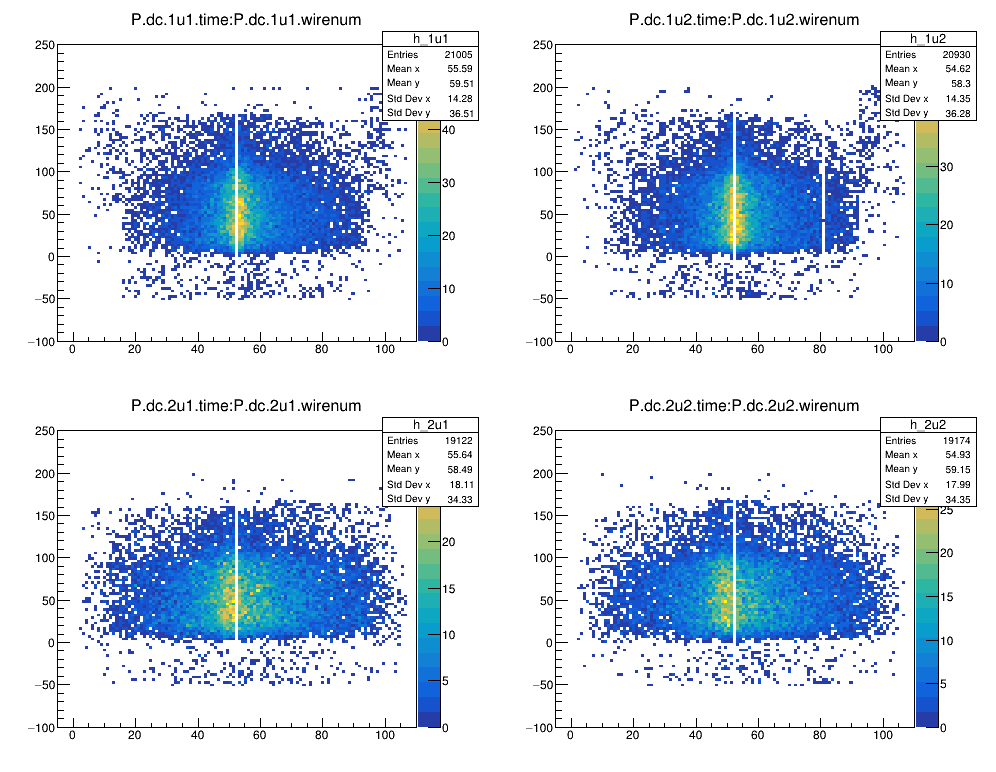 P.dc.1u1.time:P.dc.1u1.wirenum
h_1u1
Entries 21005
Mean x 55.59
Mean y 59.51
Std Dev x 14.28
Std Dev y 36.51
250
200
150
100
50
0
−50
−100
0 20 40 60 80 100
40
30
20
10
0
P.dc.1u2.time:P.dc.1u2.wirenum
h_1u2
Entries 20930
Mean x 54.62
Mean y 58.3
Std Dev x 14.35
Std Dev y 36.28
250
200
150
100
50
0
−50
−100
0 20 40 60 80 100
30
20
10
0
P.dc.2u1.time:P.dc.2u1.wirenum
h_2u1
Entries 19122
Mean x 55.64
Mean y 58.49
Std Dev x 18.11
Std Dev y 34.33
250
200
150
100
50
0
−50
−100
0 20 40 60 80 100
20
15
10
5
0
P.dc.2u2.time:P.dc.2u2.wirenum
h_2u2
Entries 19174
Mean x 54.93
Mean y 59.15
Std Dev x 17.99
Std Dev y 34.35
250
200
150
100
50
0
−50
−100
0 20 40 60 80 100
25
20
15
10
5
0